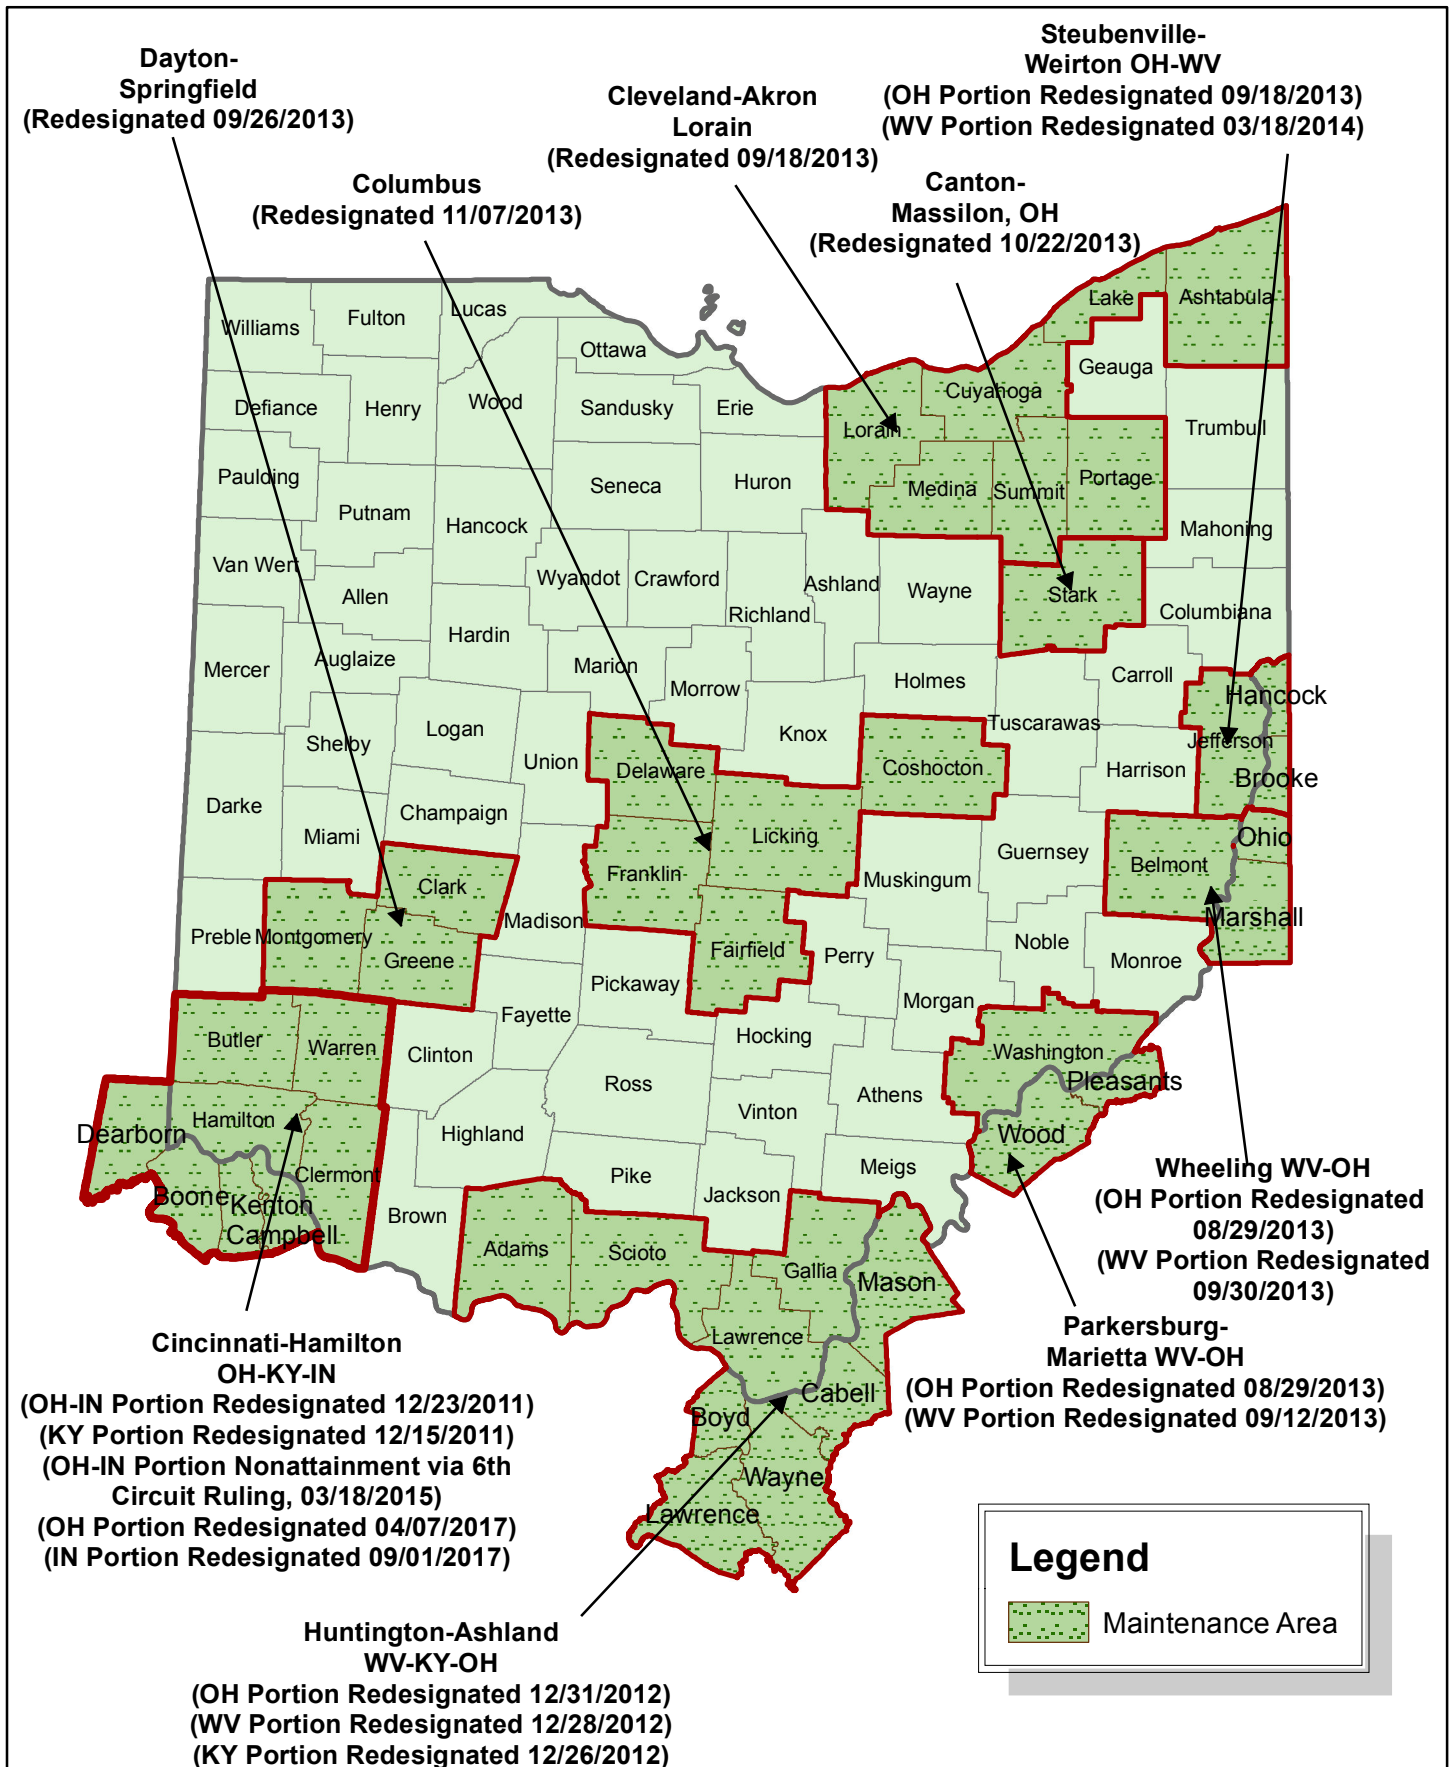 Dayton-
Springfield
(Redesignated 09/26/2013)
Columbus
(Redesignated 11/07/2013)
Cleveland-Akron
Lorain
(Redesignated 09/18/2013)
Steubenville-
Weirton OH-WV
(OH Portion Redesignated 09/18/2013)
(WV Portion Redesignated 03/18/2014)
Canton-
Massilon, OH
(Redesignated 10/22/2013)
Williams
Fulton
Lucas
Ottawa
Lake
Ashtabula
Geauga
Defiance
Henry
Wood
Sandusky
Erie
Lorain
Cuyahoga
Trumbull
Paulding
Putnam
Hancock
Seneca
Huron
Medina
Summit
Portage
Mahoning
Van Wert
Allen
Wyandot
Crawford
Richland
Ashland
Wayne
Stark
Columbiana
Mercer
Auglaize
Hardin
Marion
Morrow
Holmes
Carroll
Hancock
Shelby
Logan
Union
Delaware
Knox
Coshocton
Tuscarawas
Harrison
Jefferson
Brooke
Darke
Miami
Champaign
Franklin
Licking
Muskingum
Guernsey
Belmont
Ohio
Clark
Madison
Marshall
Preble
Montgomery
Greene
Pickaway
Fairfield
Perry
Noble
Monroe
Morgan
Butler
Warren
Clinton
Fayette
Ross
Hocking
Washington
Pleasants
Dearborn
Hamilton
Highland
Vinton
Athens
Wood
Clermont
Boone
Kenton
Campbell
Brown
Pike
Jackson
Meigs
Adams
Scioto
Gallia
Mason
Lawrence
Cabell
Boyd
Wayne
Lawrence
Wheeling WV-OH
(OH Portion Redesignated
08/29/2013)
(WV Portion Redesignated
09/30/2013)
Parkersburg-
Marietta WV-OH
(OH Portion Redesignated 08/29/2013)
(WV Portion Redesignated 09/12/2013)
Cincinnati-Hamilton
OH-KY-IN
(OH-IN Portion Redesignated 12/23/2011)
(KY Portion Redesignated 12/15/2011)
(OH-IN Portion Nonattainment via 6th
Circuit Ruling, 03/18/2015)
(OH Portion Redesignated 04/07/2017)
(IN Portion Redesignated 09/01/2017)
Huntington-Ashland
WV-KY-OH
(OH Portion Redesignated 12/31/2012)
(WV Portion Redesignated 12/28/2012)
(KY Portion Redesignated 12/26/2012)
Legend
Maintenance Area